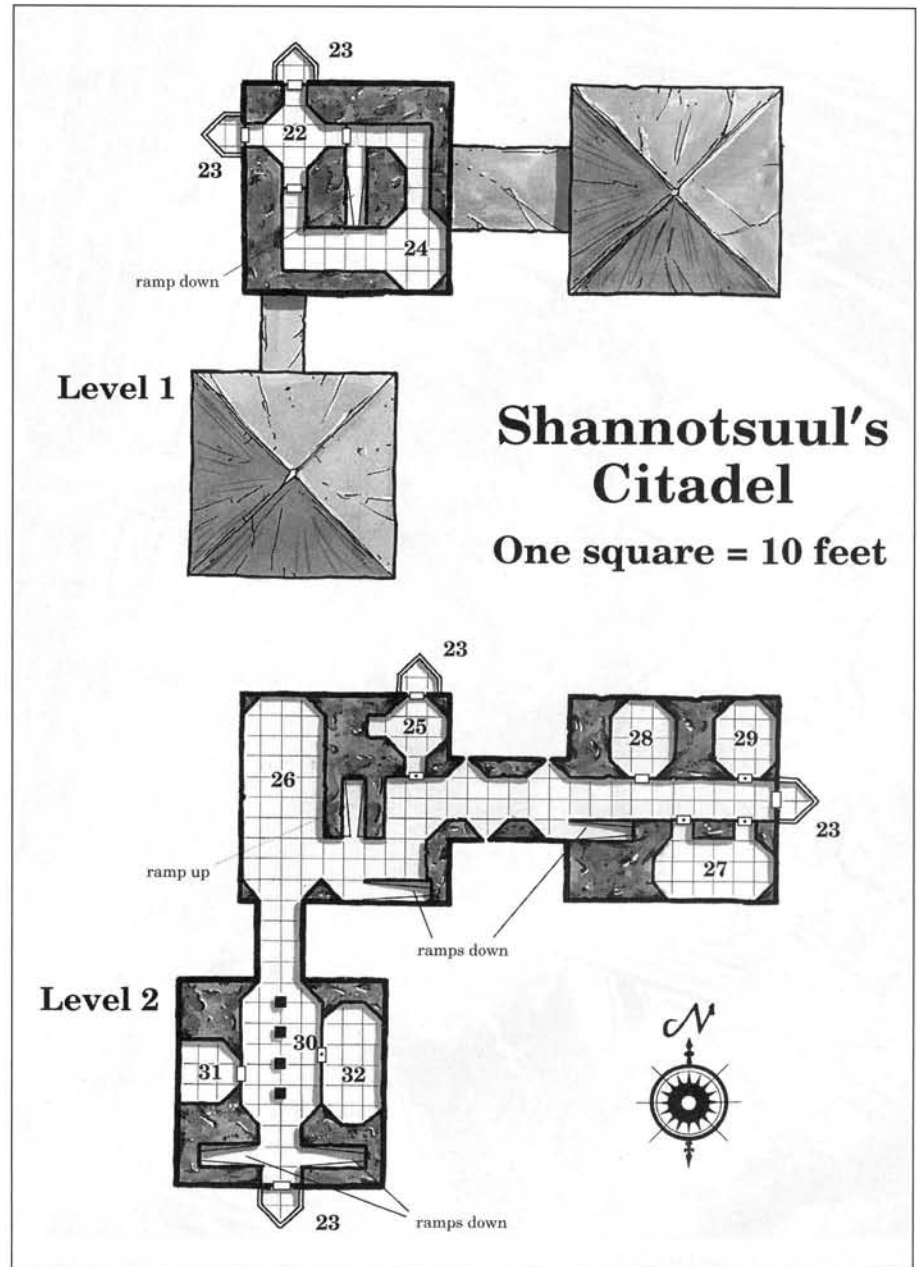 23
22
23
24
ramp down
Level 1
Shannotsuul's
Citadel
One square = 10 feet
23
25
26
28
29
23
ramp up
27
ramps down
Level 2
N
30
31
32
23
ramps down